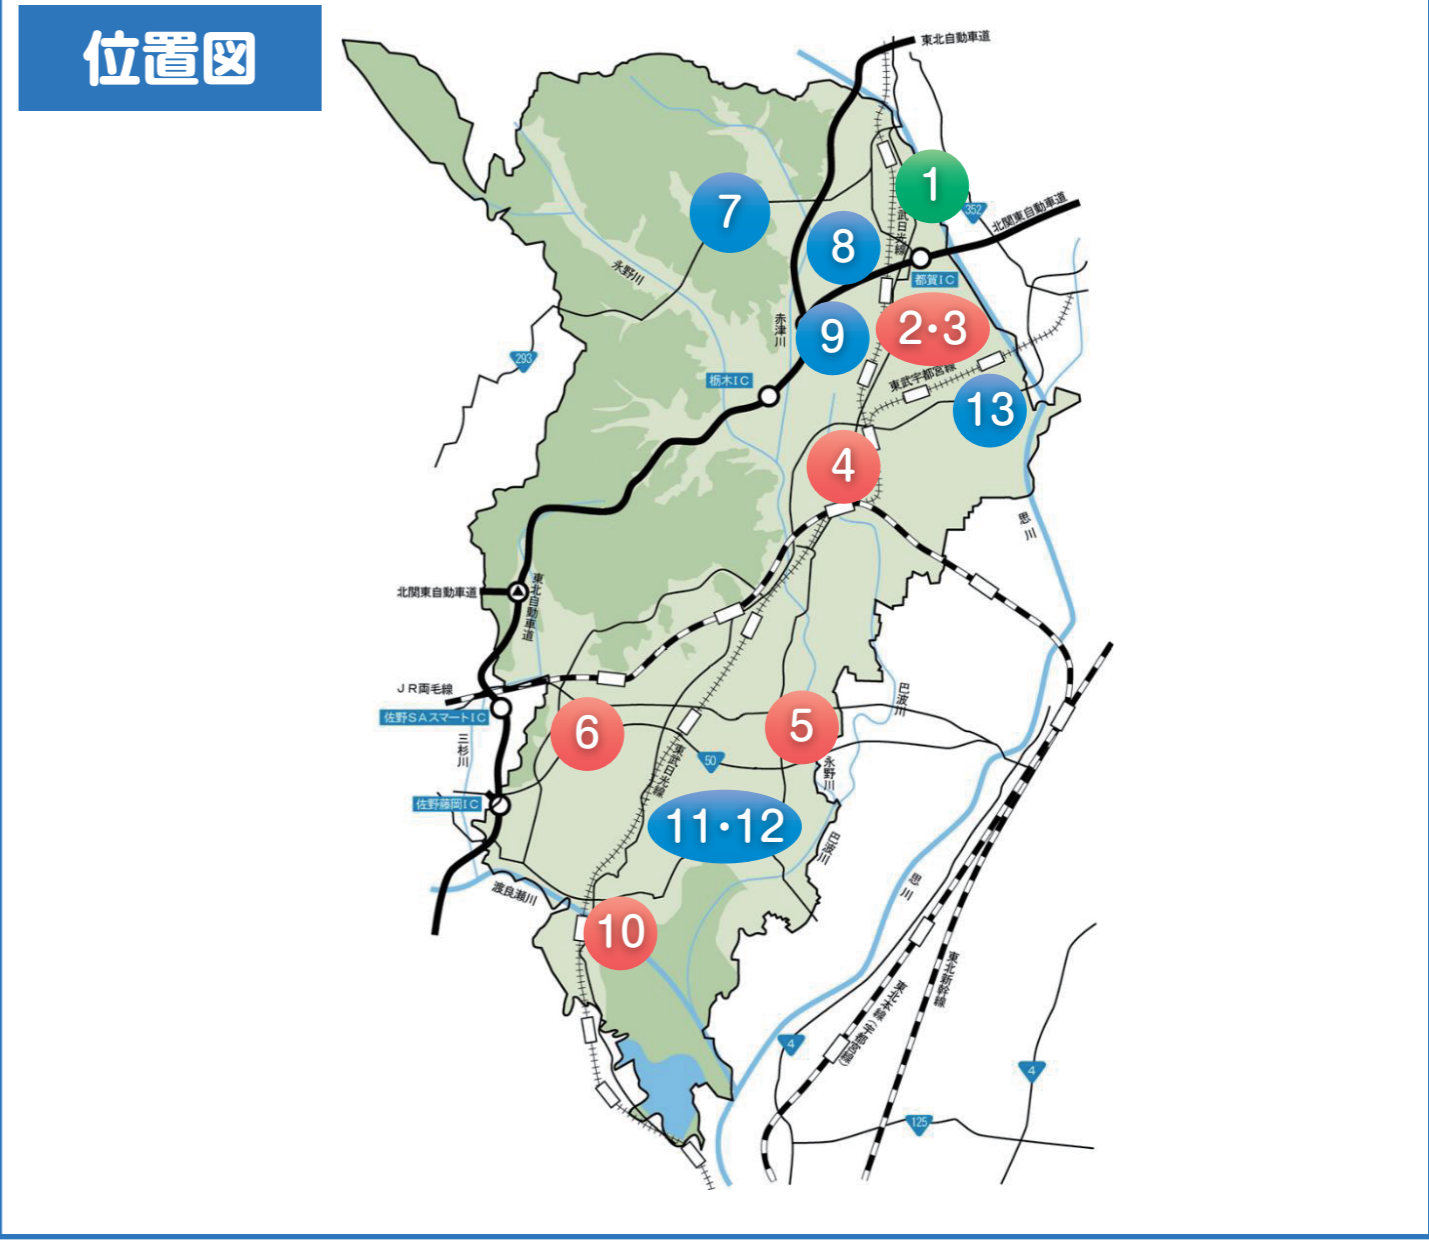 位置図
東北自動車道
1
352
北関東自動車道
7
武日光線
8
永野川
都賀IC
赤津川
9
2・3
293
東武宇都宮線
栃木IC
13
4
思川
北関東自動車道
東北自動車道
JR両毛線
佐野SAスマートIC
巴波川
6
5
三杉川
東武日光線
50
永野川
佐野藤岡IC
11・12
巴波川
渡良瀬川
思川
10
東北新幹線
東北本線(宇都宮線)
4
4
125